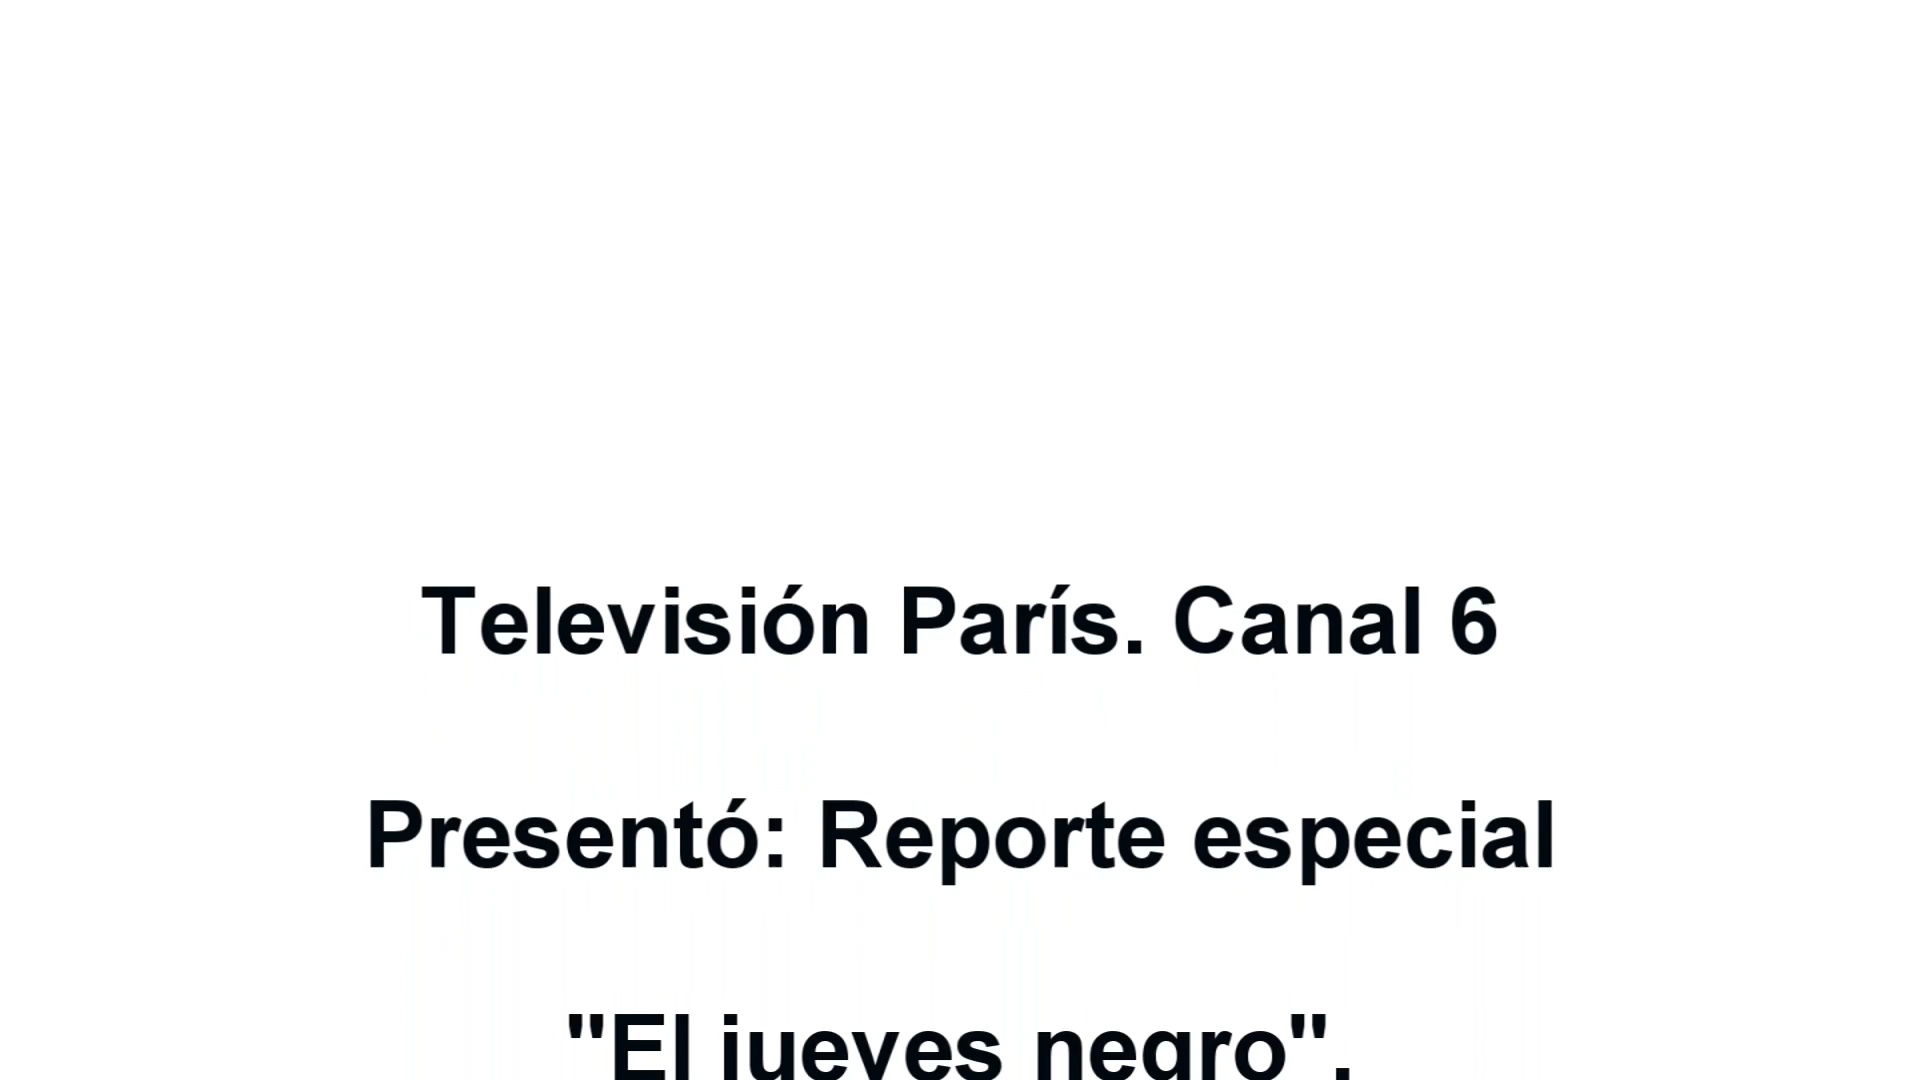 Televisión París. Canal 6
Presentó: Reporte especial
"El jueves negro".